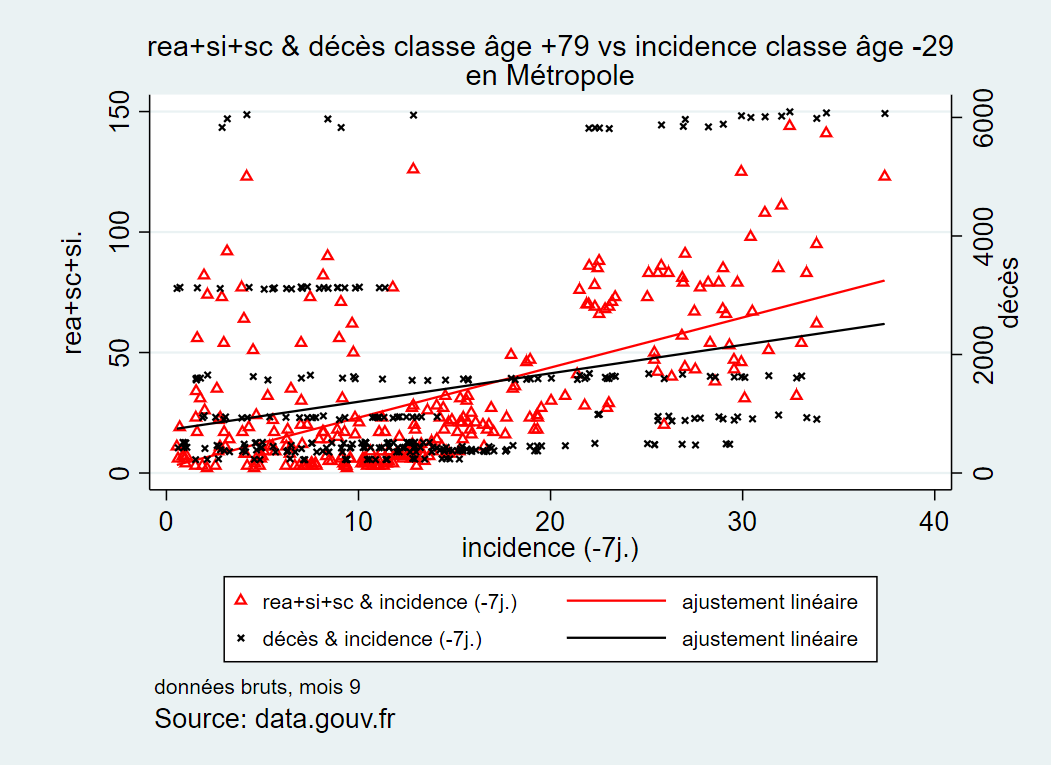 rea+si+sc & décès classe âge +79 vs incidence classe âge -29
en Métropole
150
100
50
0
rea+sc+si.
6000
4000
2000
0
décès
0 10 20 30 40
incidence (-7j.)
rea+si+sc & incidence (-7j.) ajustement linéaire
décès & incidence (-7j.) ajustement linéaire
données bruts, mois 9
Source: data.gouv.fr